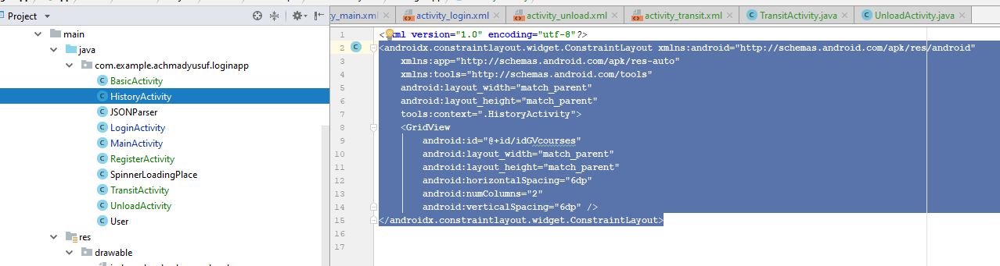 Project
ty_main.xml
activity_login.xml
activity_unload.xml
activity_transit.xml
TransitActivity.java
UnloadActivity.java
main
java
com.example.achmadyusuf.loginapp
BasicActivity
HistoryActivity
JSONParser
LoginActivity
MainActivity
RegisterActivity
SpinnerLoadingPlace
TransitActivity
UnloadActivity
User
res
drawable
1 <?xml version="1.0" encoding="utf-8"?>
2 <androidx.constraintlayout.widget.ConstraintLayout xmlns:android="http://schemas.android.com/apk/res/android"
3 xmlns:app="http://schemas.android.com/apk/res-auto"
4 xmlns:tools="http://schemas.android.com/tools"
5 android:layout_width="match_parent"
6 android:layout_height="match_parent"
7 tools:context=".HistoryActivity">
8 <GridView
9 android:id="@+id/idGVcourses"
10 android:layout_width="match_parent"
11 android:layout_height="match_parent"
12 android:horizontalSpacing="6dp"
13 android:numColumns="2"
14 android:verticalSpacing="6dp" />
15 </androidx.constraintlayout.widget.ConstraintLayout>
16
17